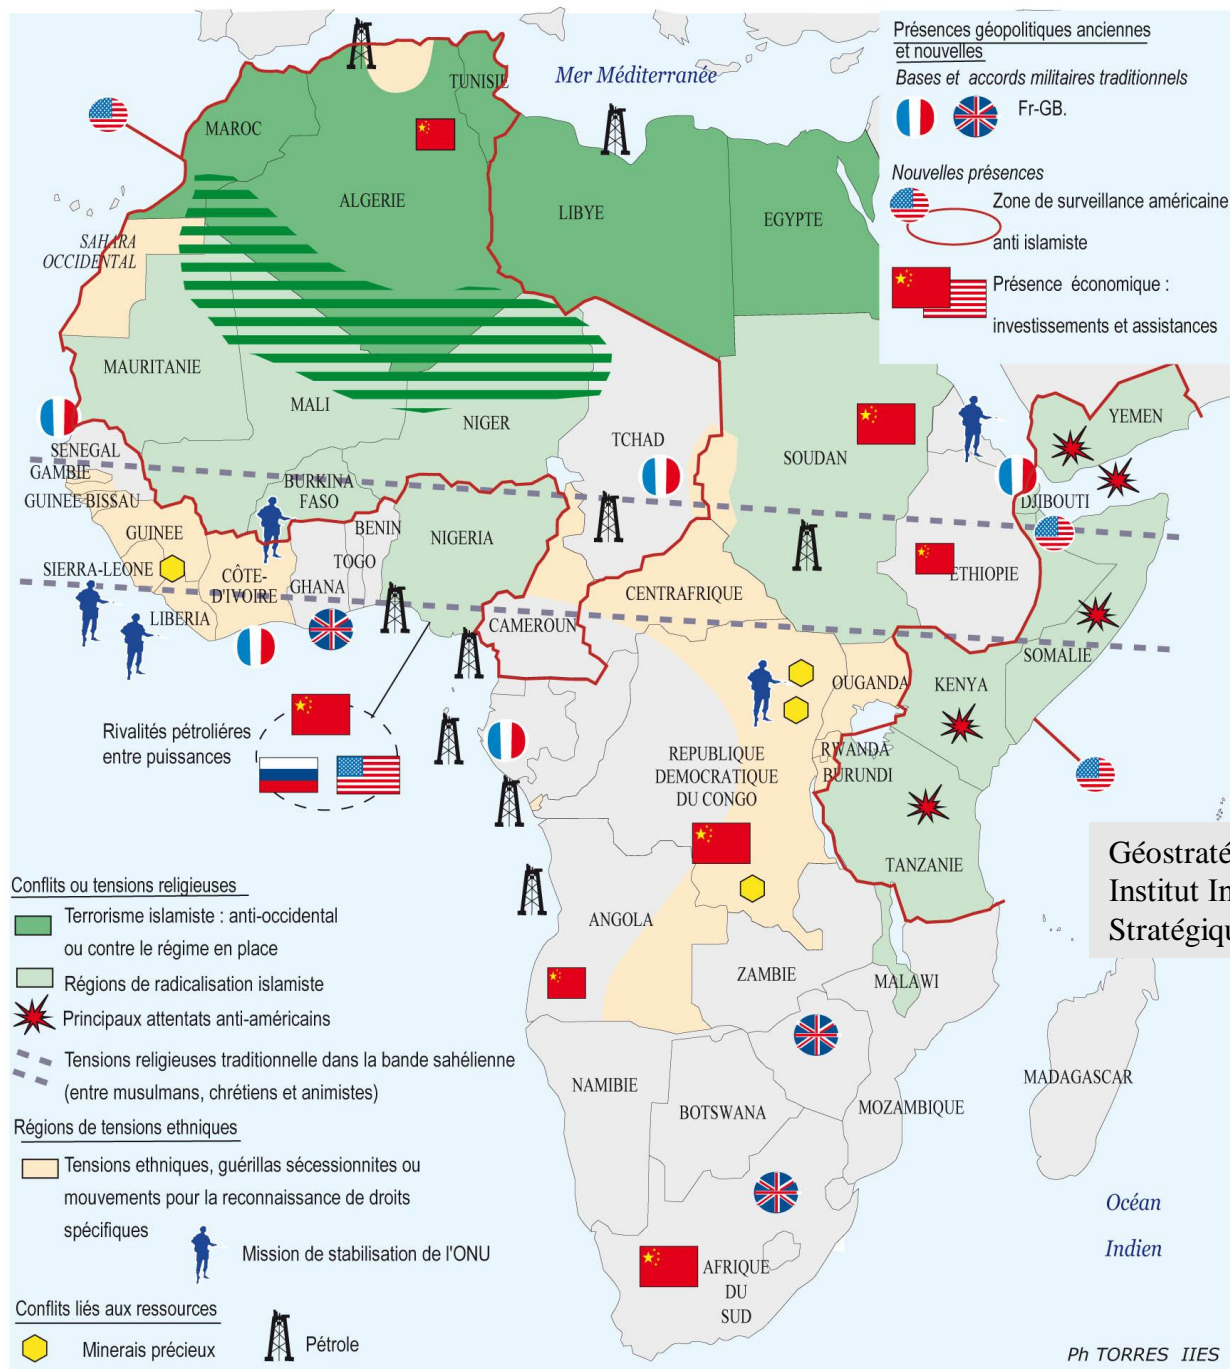 Présences géopolitiques anciennes
et nouvelles
Bases et accords militaires traditionnels
Fr-GB.
Nouvelles présences
Zone de surveillance américaine
anti islamiste
Présence économique :
investissements et assistances
Mer Méditerranée
TUNISIE
MAROC
ALGERIE
LIBYE
EGYPTE
SAHARA
OCCIDENTAL
MAURITANIE
MALI
NIGER
TCHAD
SOUDAN
YEMEN
SENEGAL
GAMBIE
GUINEE-BISSAU
BURKINA
FASO
DJIBOUTI
GUINEE
BENIN
NIGERIA
SIERRA-LEONE
CÔTE-
D'IVOIRE
GHANA
TOGO
ETHIOPIE
LIBERIA
CENTRAFRIQUE
CAMEROUN
SOMALIE
OUGANDA
KENYA
Rivalités pétroliéres
entre puissances
REPUBLIQUE
DEMOCRATIQUE
DU CONGO
RWANDA
BURUNDI
TANZANIE
Géostraté
Institut In
Stratégiqu
ANGOLA
ZAMBIE
MALAWI
NAMIBIE
BOTSWANA
MOZAMBIQUE
MADAGASCAR
AFRIQUE
DU
SUD
Océan
Indien
Conflits ou tensions religieuses
Terrorisme islamiste : anti-occidental
ou contre le régime en place
Régions de radicalisation islamiste
Principaux attentats anti-américains
Tensions religieuses traditionnelle dans la bande sahélienne
(entre musulmans, chrétiens et animistes)
Régions de tensions ethniques
Tensions ethniques, guérillas sécessionnites ou
mouvements pour la reconnaissance de droits
spécifiques
Mission de stabilisation de l'ONU
Conflits liés aux ressources
Minerais précieux
Pétrole
Ph TORRES IIES